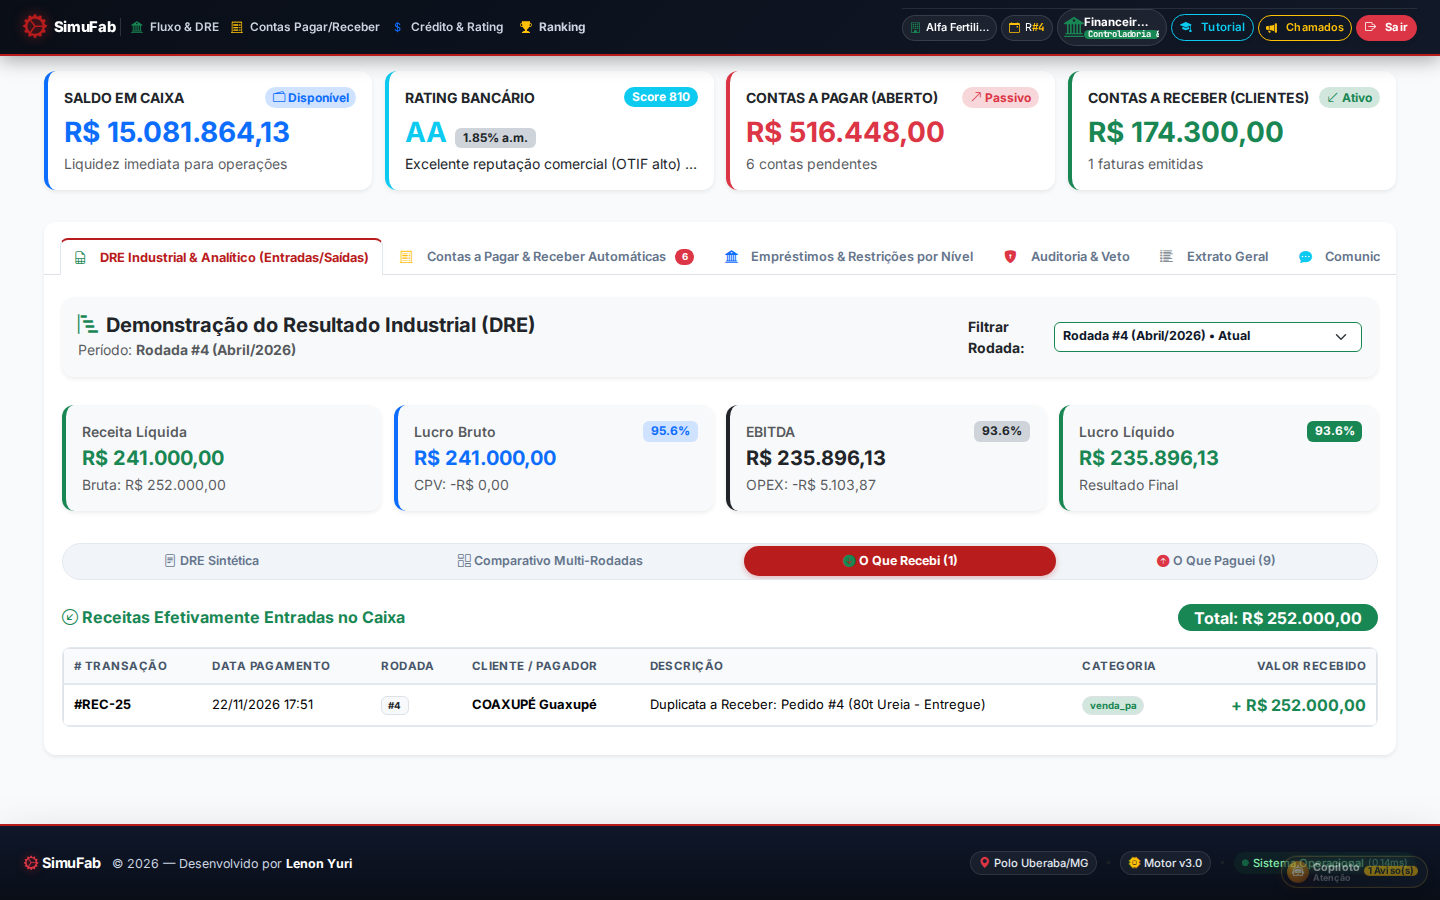 SimuFab Fluxo & DRE Contas Pagar/Receber Crédito & Rating Ranking Alfa Fertili... R#4 Financeir... Tutorial Chamados Sair
SALDO EM CAIXA Disponível
R$ 15.081.864,13
Liquidez imediata para operações
RATING BANCÁRIO Score 810
AA 1.85% a.m.
Excelente reputação comercial (OTIF alto) ...
CONTAS A PAGAR (ABERTO) Passivo
R$ 516.448,00
6 contas pendentes
CONTAS A RECEBER (CLIENTES) Ativo
R$ 174.300,00
1 faturas emitidas
DRE Industrial & Analítico (Entradas/Saídas) Contas a Pagar & Receber Automáticas 6 Empréstimos & Restrições por Nível Auditoria & Veto Extrato Geral Comunic
Demonstração do Resultado Industrial (DRE)
Período: Rodada #4 (Abril/2026)
Filtrar
Rodada:
Rodada #4 (Abril/2026) • Atual
Receita Líquida
R$ 241.000,00
Bruta: R$ 252.000,00
Lucro Bruto 95.6%
R$ 241.000,00
CPV: -R$ 0,00
EBITDA 93.6%
R$ 235.896,13
OPEX: -R$ 5.103,87
Lucro Líquido 93.6%
R$ 235.896,13
Resultado Final
DRE Sintética Comparativo Multi-Rodadas O Que Recebi (1) O Que Paguei (9)
Receitas Efetivamente Entradas no Caixa Total: R$ 252.000,00
# TRANSAÇÃO DATA PAGAMENTO RODADA CLIENTE / PAGADOR DESCRIÇÃO CATEGORIA VALOR RECEBIDO
#REC-25 22/11/2026 17:51 #4 COAXUPÉ Guaxupé Duplicata a Receber: Pedido #4 (80t Ureia - Entregue) venda_pa + R$ 252.000,00
SimuFab © 2026 — Desenvolvido por Lenon Yuri Polo Uberaba/MG Motor v3.0 Sistema Operacional (0.14ms)
Copiloto 1 Aviso(s)
Atenção